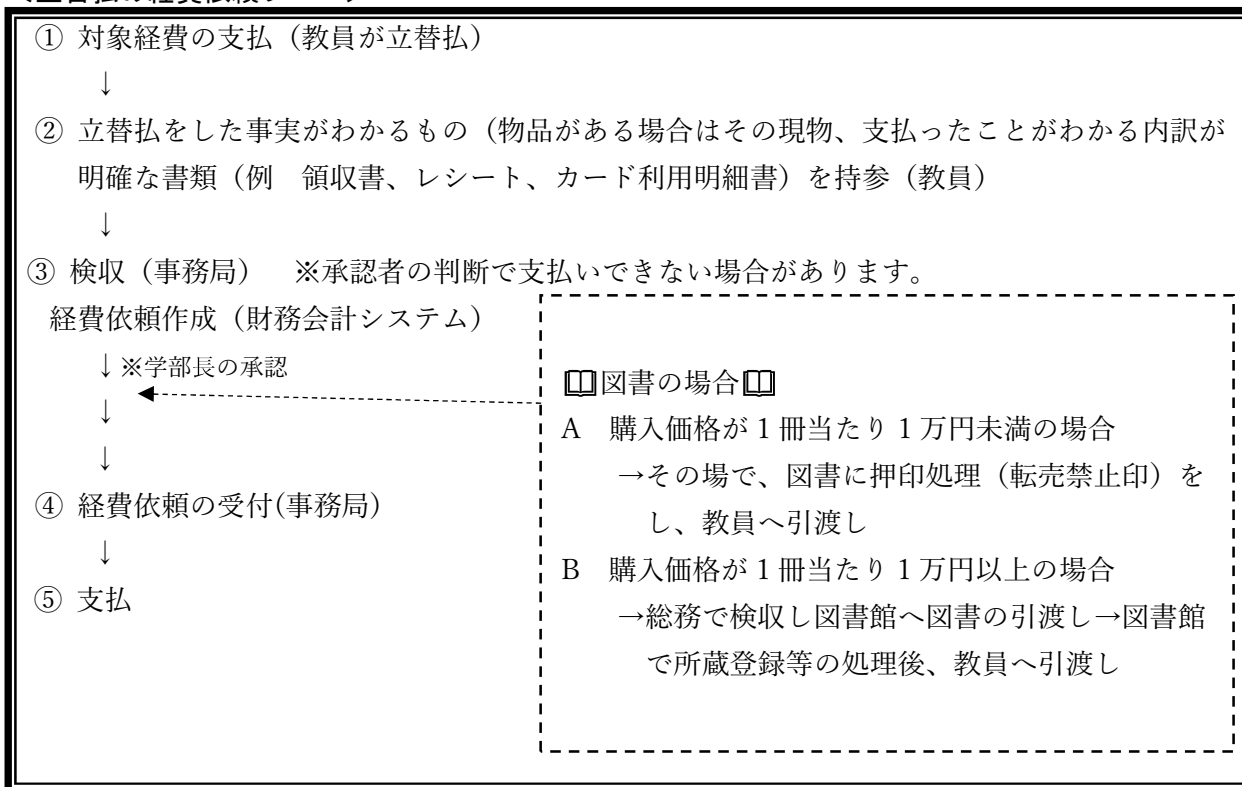 ① 対象経費の支払（教員が立替払）
↓
② 立替払をした事実がわかるもの（物品がある場合はその現物、支払ったことがわかる内訳が
明確な書類（例　領収書、レシート、カード利用明細書）を持参（教員）
↓
③ 検収（事務局）　※承認者の判断で支払いできない場合があります。
経費依頼作成（財務会計システム）
↓※学部長の承認
↓
↓
④ 経費依頼の受付(事務局)
↓
⑤ 支払
🕮図書の場合🕮
A　購入価格が１冊当たり１万円未満の場合
→その場で、図書に押印処理（転売禁止印）を
し、教員へ引渡し
B　購入価格が１冊当たり１万円以上の場合
→総務で検収し図書館へ図書の引渡し→図書館
で所蔵登録等の処理後、教員へ引渡し